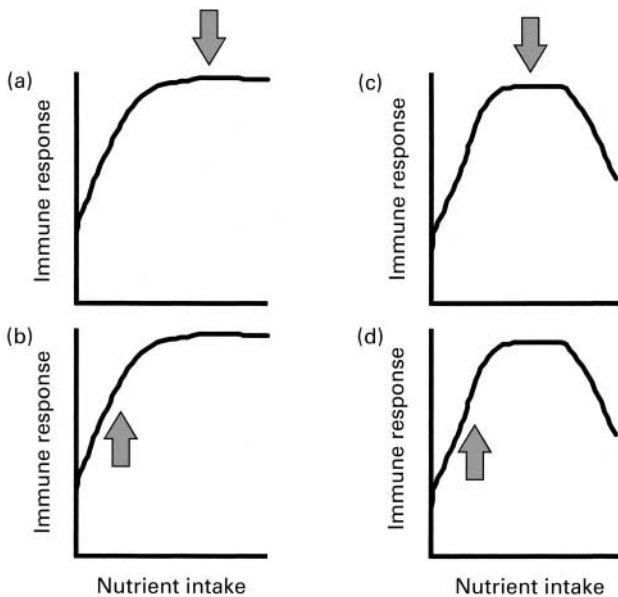 (a)
Immune response
(c)
Immune response
(b)
Immune response
Nutrient intake
(d)
Immune response
Nutrient intake